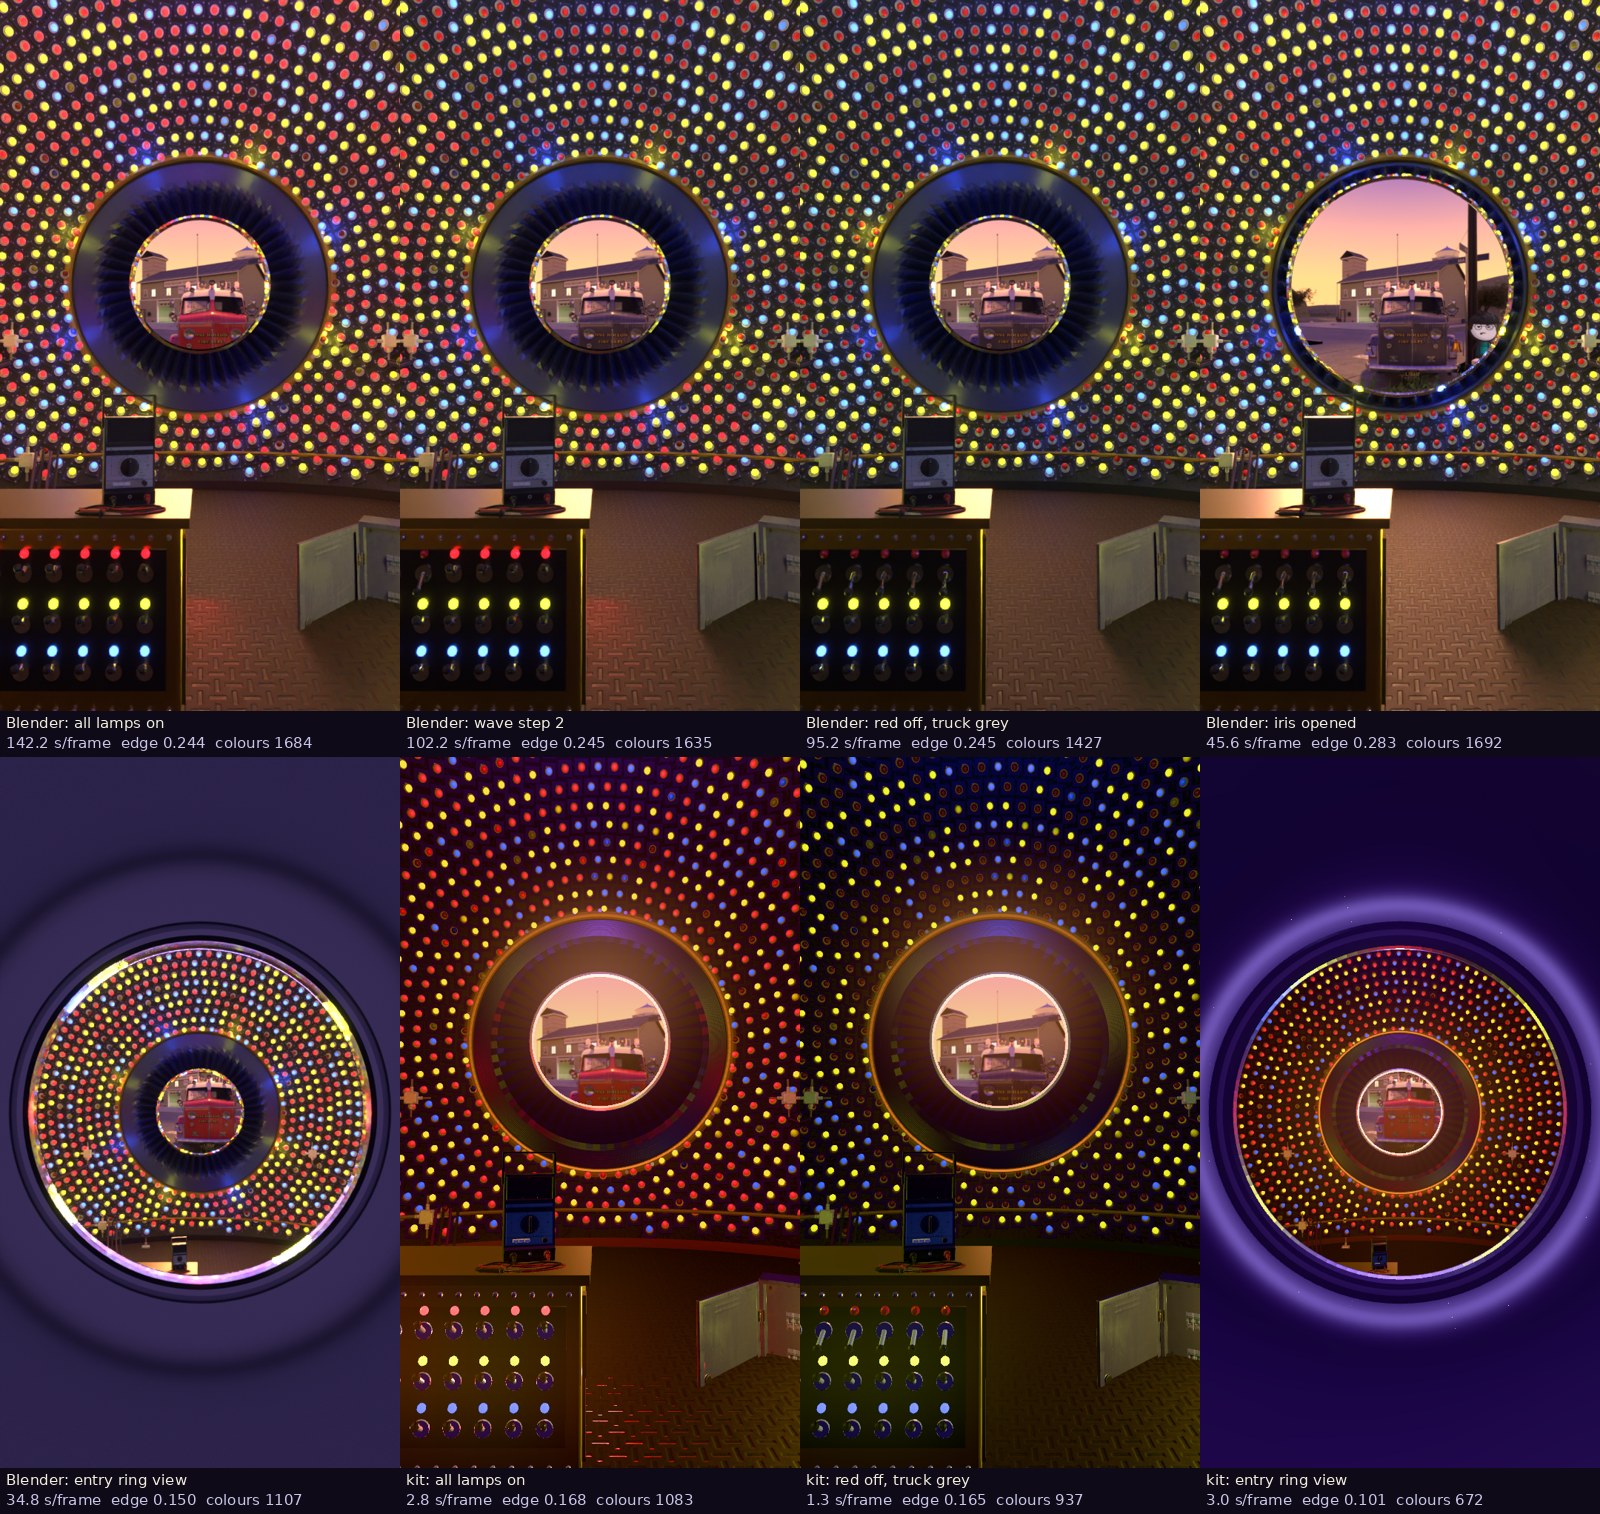 Blender: all lamps on
142.2 s/frame  edge 0.244  colours 1684
Blender: wave step 2
102.2 s/frame  edge 0.245  colours 1635
Blender: red off, truck grey
95.2 s/frame  edge 0.245  colours 1427
Blender: iris opened
45.6 s/frame  edge 0.283  colours 1692
Blender: entry ring view
34.8 s/frame  edge 0.150  colours 1107
kit: all lamps on
2.8 s/frame  edge 0.168  colours 1083
kit: red off, truck grey
1.3 s/frame  edge 0.165  colours 937
kit: entry ring view
3.0 s/frame  edge 0.101  colours 672